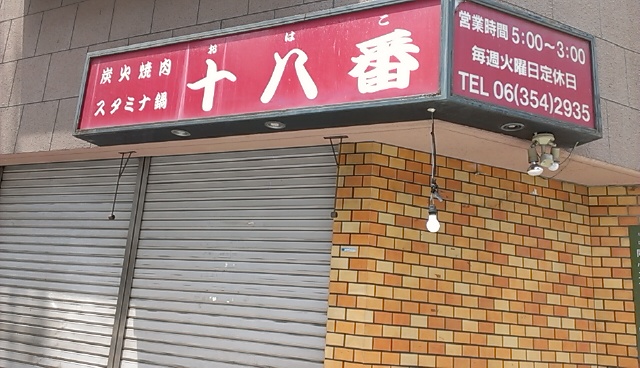 炭火焼肉
スタミナ鍋
おはこ
十八番
営業時間 5:00〜3:00
毎週火曜日定休日
TEL 06(354)2935